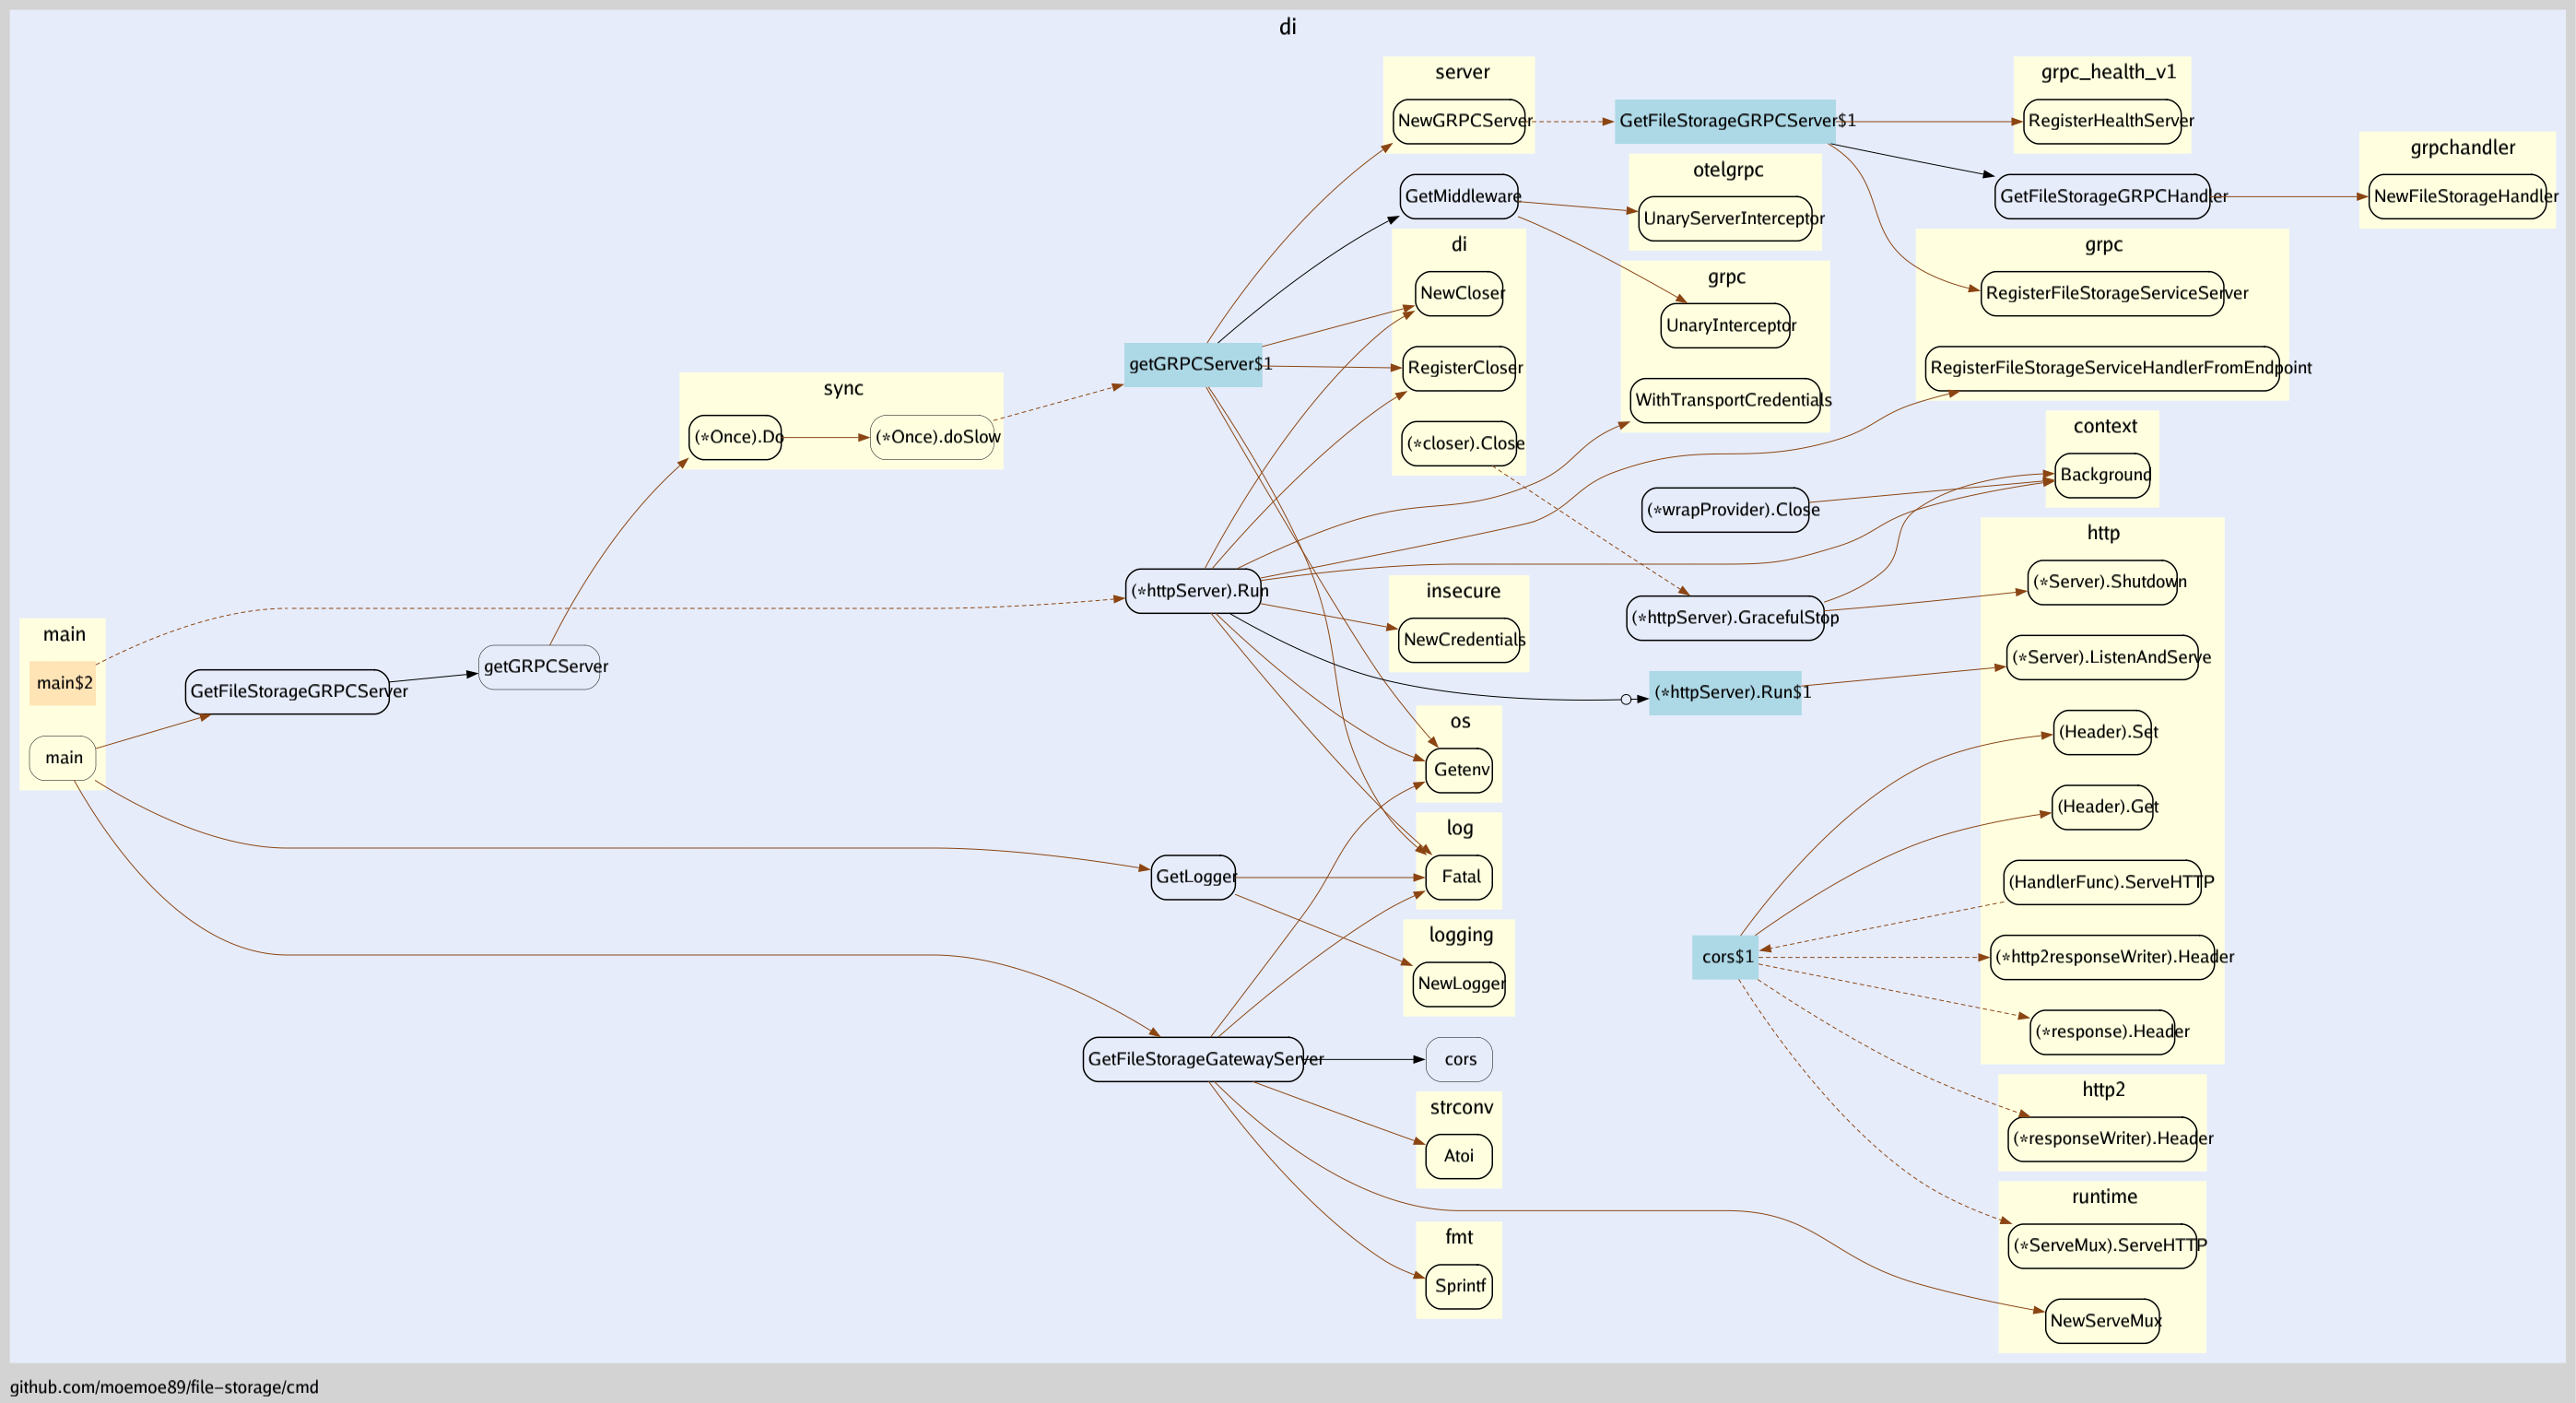 di
server
NewGRPCServer
GetFileStorageGRPCServer$1
grpc_health_v1
RegisterHealthServer
grpchandler
NewFileStorageHandler
GetMiddleware
otelgrpc
UnaryServerInterceptor
GetFileStorageGRPCHandler
di
NewCloser
RegisterCloser
(*closer).Close
grpc
UnaryInterceptor
WithTransportCredentials
grpc
RegisterFileStorageServiceServer
RegisterFileStorageServiceHandlerFromEndpoint
getGRPCServer$1
sync
(*Once).Do
(*Once).doSlow
context
Background
(*wrapProvider).Close
http
(*Server).Shutdown
(*Server).ListenAndServe
(Header).Set
(Header).Get
(HandlerFunc).ServeHTTP
(*http2responseWriter).Header
(*response).Header
(*httpServer).Run
insecure
NewCredentials
(*httpServer).GracefulStop
(*httpServer).Run$1
main
main$2
main
GetFileStorageGRPCServer
getGRPCServer
os
Getenv
log
Fatal
GetLogger
logging
NewLogger
cors$1
GetFileStorageGatewayServer
cors
strconv
Atoi
fmt
Sprintf
http2
(*responseWriter).Header
runtime
(*ServeMux).ServeHTTP
NewServeMux
github.com/moemoe89/file-storage/cmd